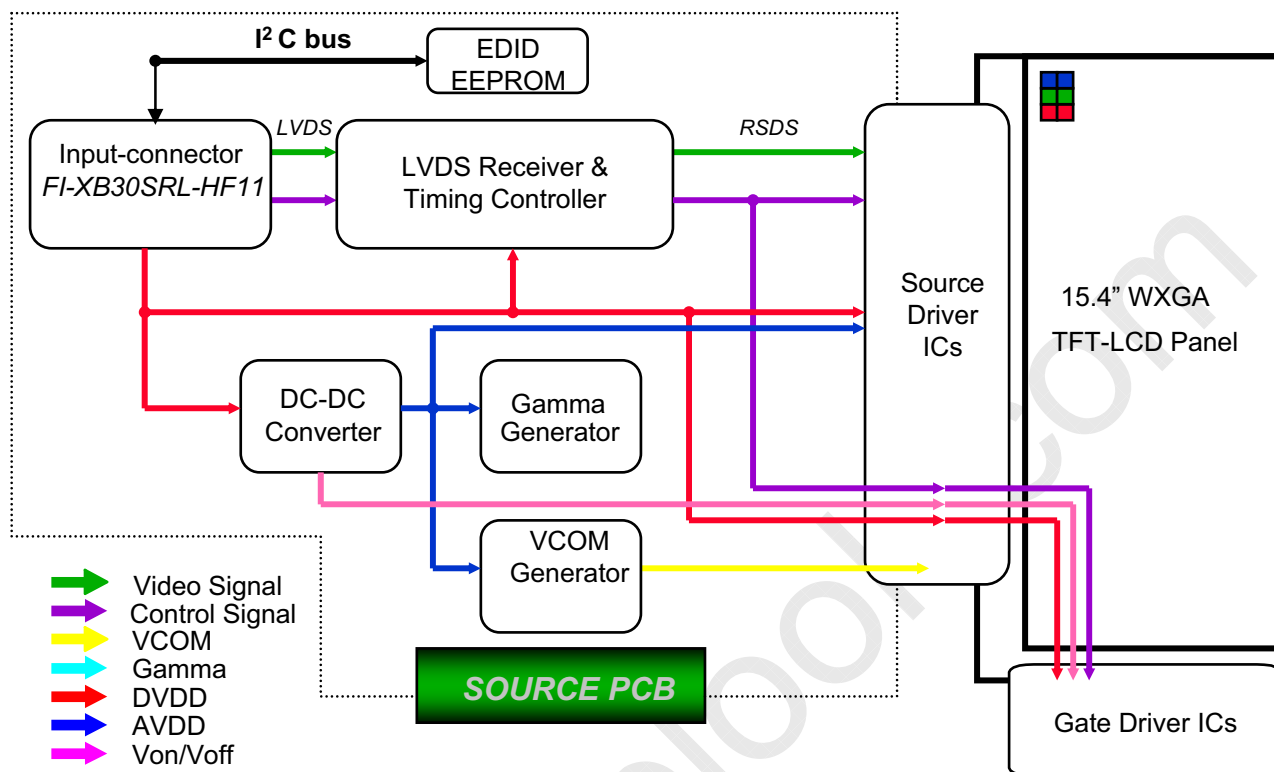 I² C bus
EDID
EEPROM
Input-connector
FI-XB30SRL-HF11
LVDS
LVDS Receiver &
Timing Controller
RSDS
Source
Driver
ICs
15.4” WXGA
TFT-LCD Panel
DC-DC
Converter
Gamma
Generator
VCOM
Generator
Video Signal
Control Signal
VCOM
Gamma
DVDD
AVDD
Von/Voff
SOURCE PCB
Gate Driver ICs